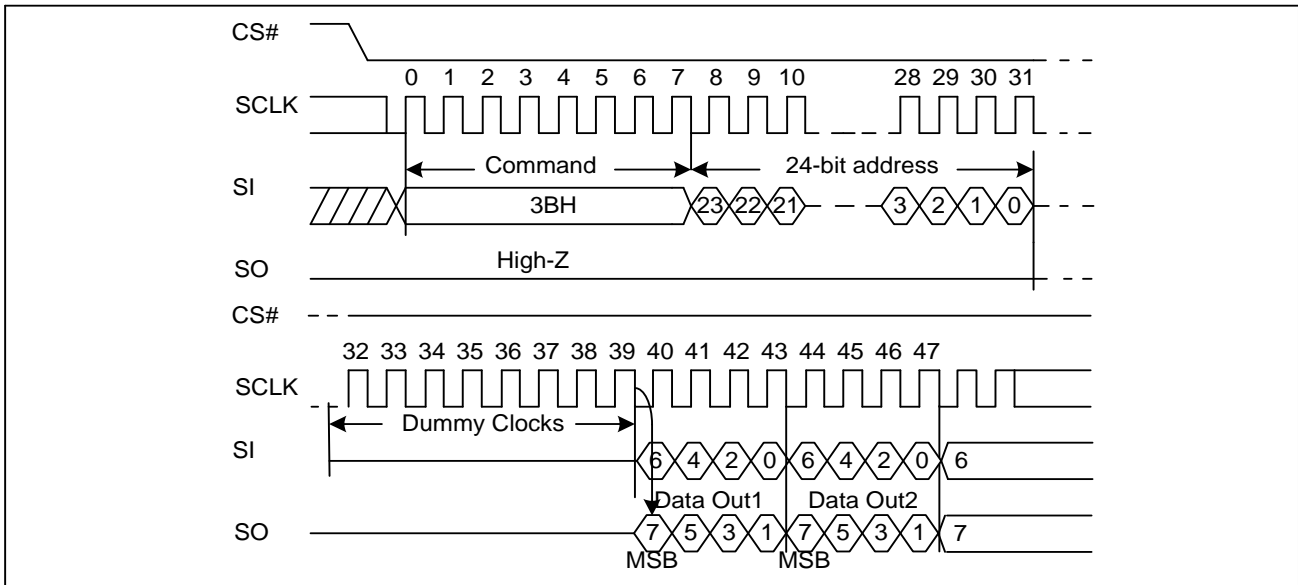 CS#
0 1 2 3 4 5 6 7 8 9 10 28 29 30 31
SCLK
Command 24-bit address
SI
3BH 23 22 21 3 2 1 0
High-Z
SO
CS#
32 33 34 35 36 37 38 39 40 41 42 43 44 45 46 47
SCLK
Dummy Clocks
SI
6 4 2 0 6 4 2 0 6
Data Out1 Data Out2
SO
7 5 3 1 7 5 3 1 7
MSB MSB